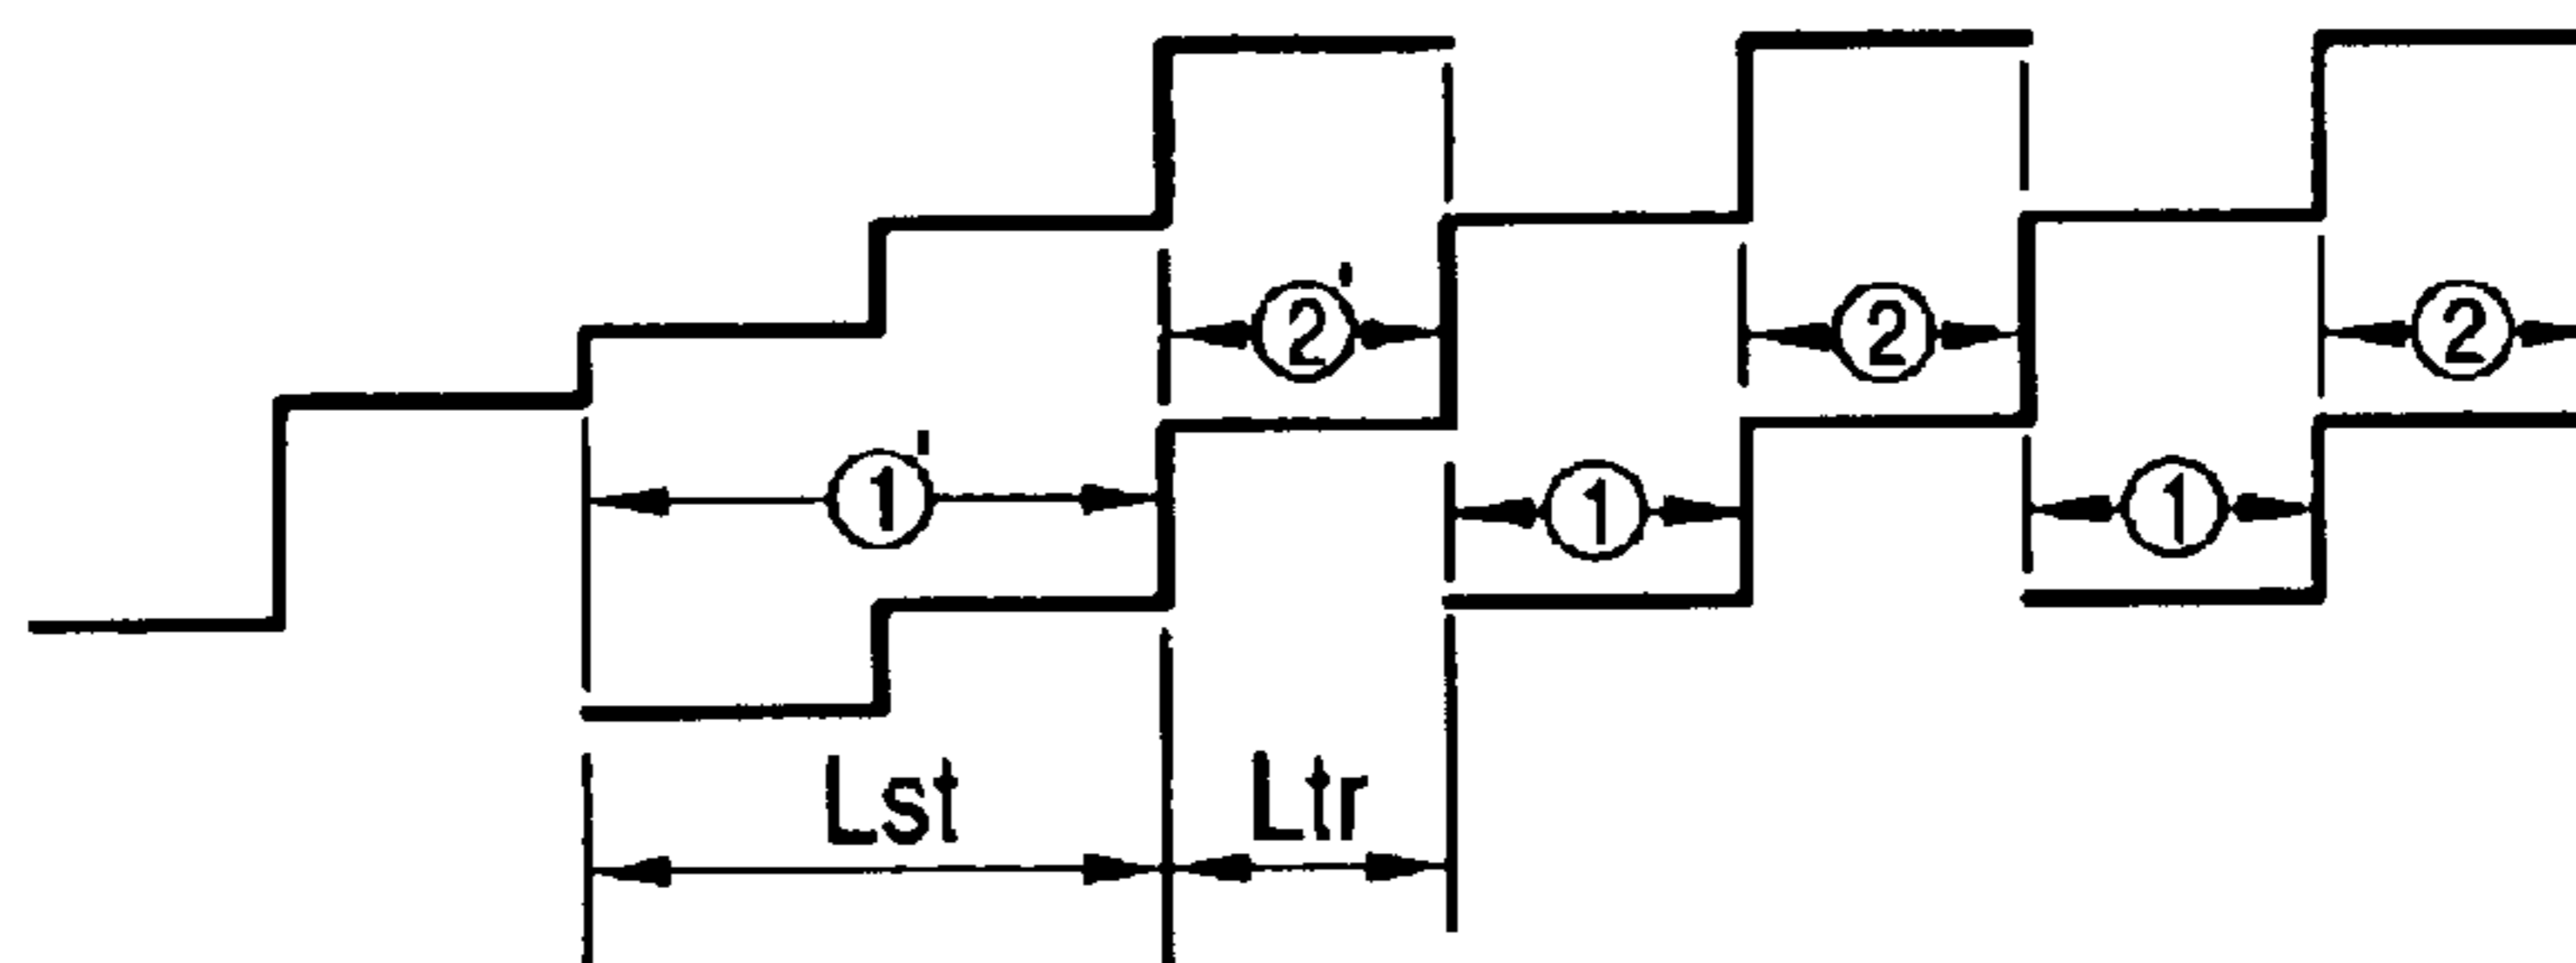 ②' ② ②
①' ① ①
Lst Ltr